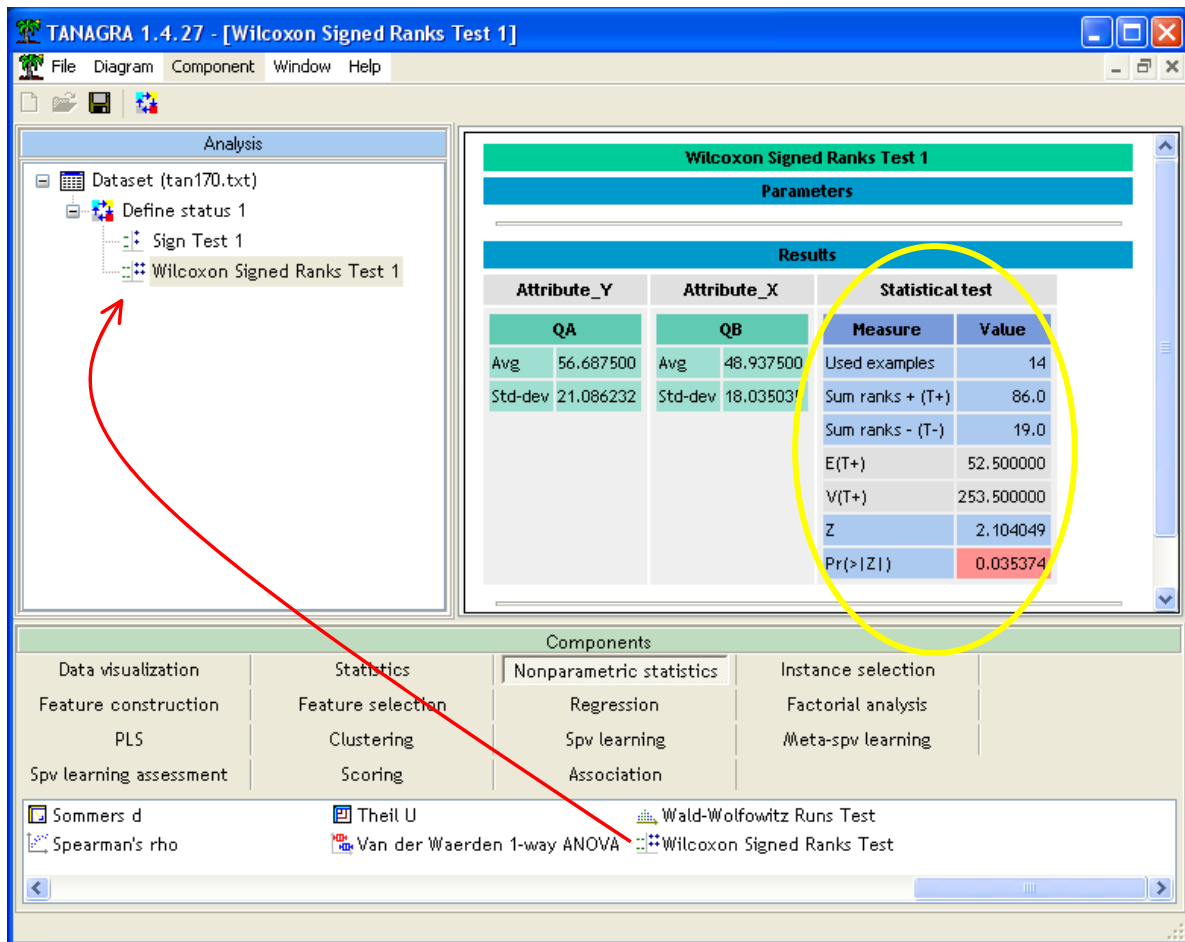 TANAGRA 1.4.27 - [Wilcoxon Signed Ranks Test 1]
File Diagram Component Window Help
Analysis
Dataset (tan170.txt)
Define status 1
Sign Test 1
Wilcoxon Signed Ranks Test 1
Wilcoxon Signed Ranks Test 1
Parameters
Results
Attribute_Y Attribute_X Statistical test
QA QB Measure Value
Avg 56.687500 Avg 48.937500 Used examples 14
Std-dev 21.086232 Std-dev 18.035035 Sum ranks + (T+) 86.0
Sum ranks - (T-) 19.0
E(T+) 52.500000
V(T+) 253.500000
Z 2.104049
Pr(>|Z|) 0.035374
Components
Data visualization Statistics Nonparametric statistics Instance selection
Feature construction Feature selection Regression Factorial analysis
PLS Clustering Spv learning Meta-spv learning
Spv learning assessment Scoring Association
Sommers d Theil U Wald-Wolfowitz Runs Test
Spearman's rho Van der Waerden 1-way ANOVA Wilcoxon Signed Ranks Test